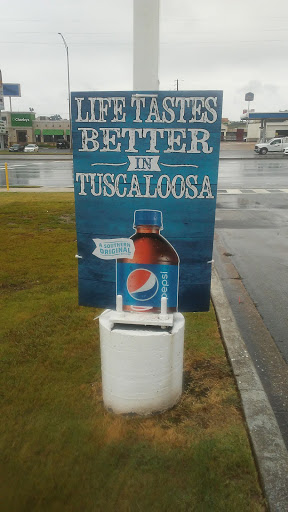 LIFE TASTES
BETTER
IN
TUSCALOOSA
A SOUTHERN
ORIGINAL
pepsi